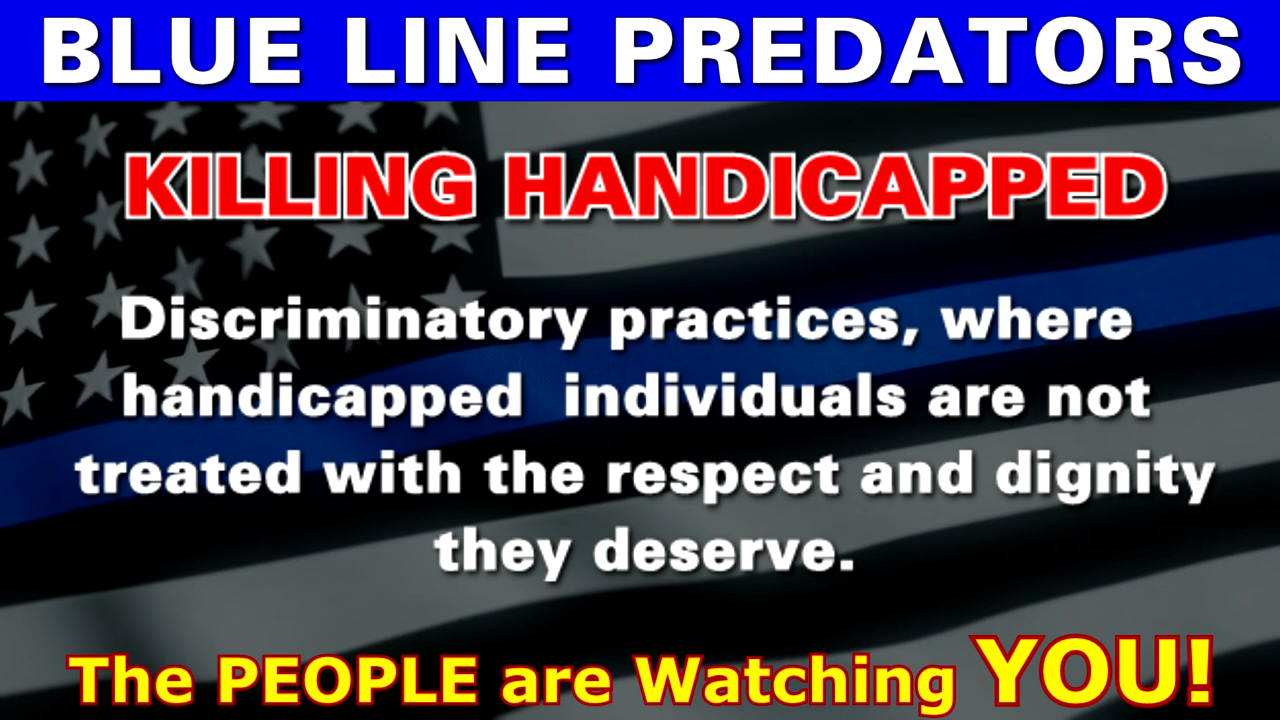 BLUE LINE PREDATORS
KILLING HANDICAPPED
Discriminatory practices, where
handicapped  individuals are not
treated with the respect and dignity
they deserve.
The PEOPLE are Watching YOU!